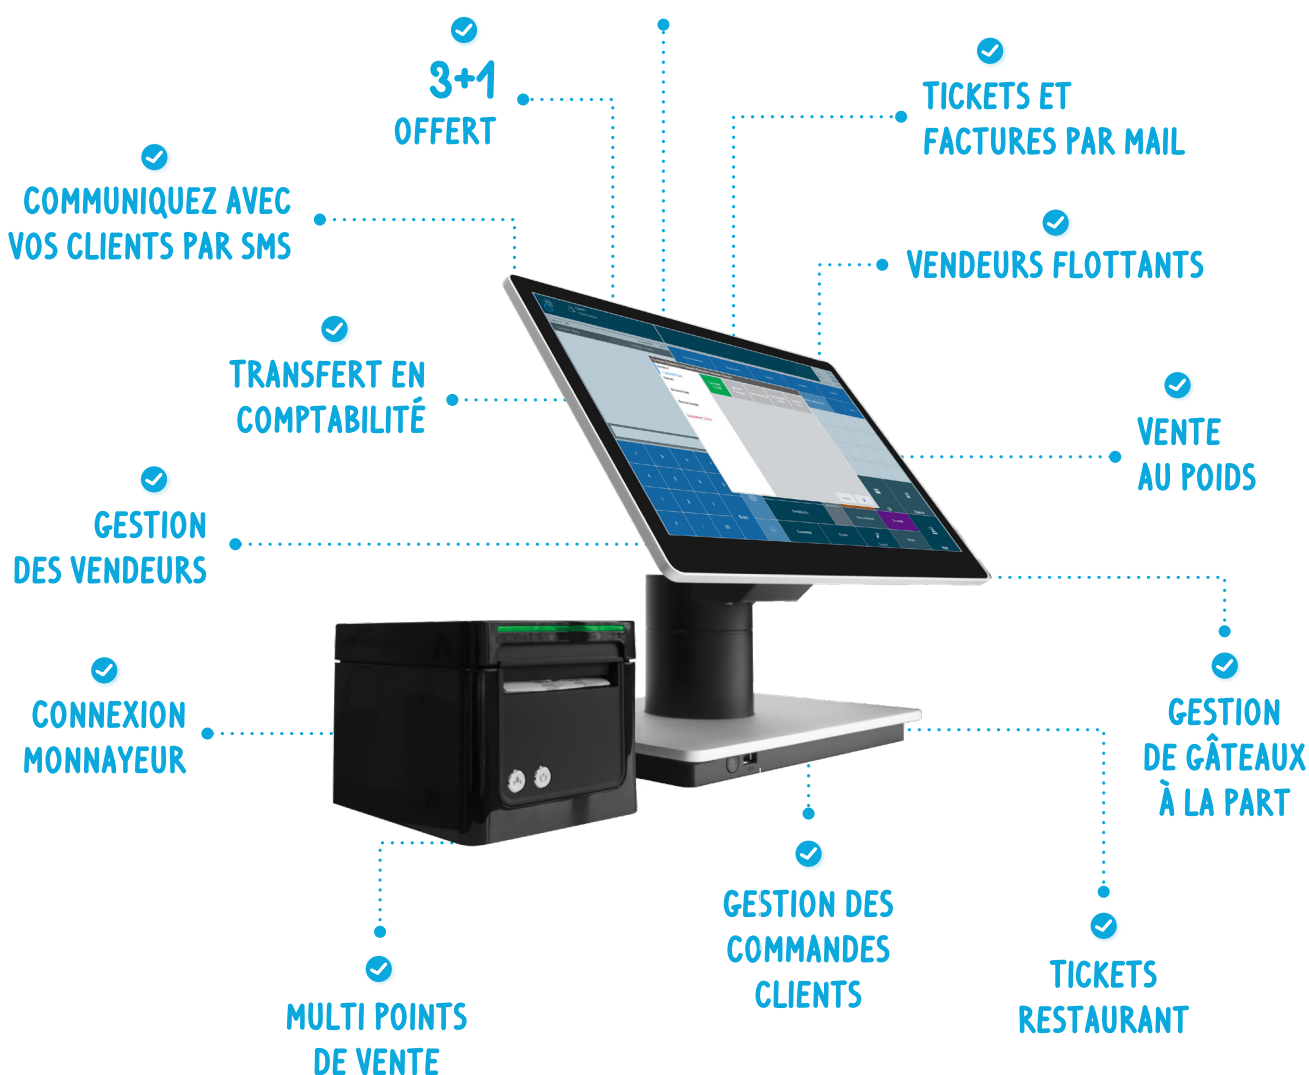 3+1
OFFERT
TICKETS ET
FACTURES PAR MAIL
COMMUNIQUEZ AVEC
VOS CLIENTS PAR SMS
VENDEURS FLOTTANTS
TRANSFERT EN
COMPTABILITÉ
VENTE
AU POIDS
GESTION
DES VENDEURS
CONNEXION
MONNAYEUR
GESTION
DE GÂTEAUX
À LA PART
GESTION DES
COMMANDES
CLIENTS
TICKETS
RESTAURANT
MULTI POINTS
DE VENTE